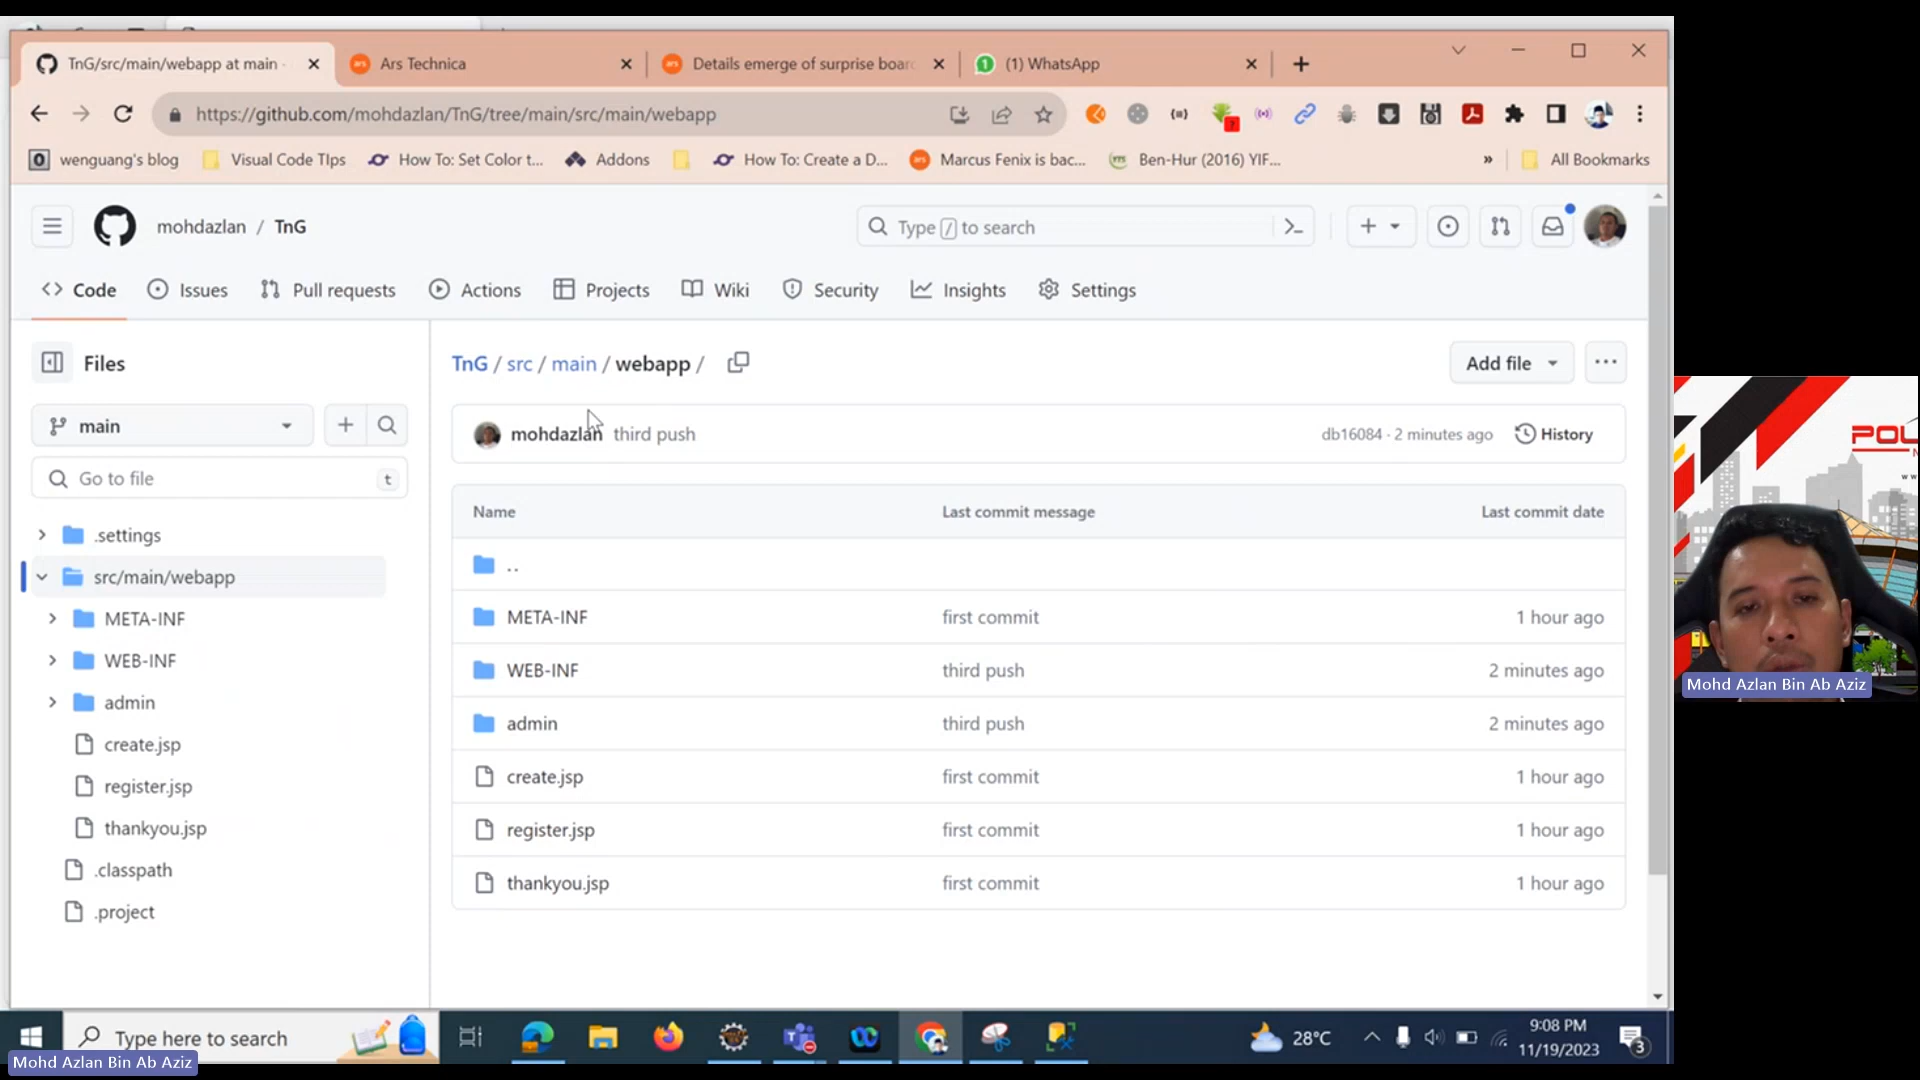 TnG/src/main/webapp at main
Ars Technica
Details emerge of surprise boar
(1) WhatsApp
https://github.com/mohdazlan/TnG/tree/main/src/main/webapp
wenguang's blog
Visual Code TIps
How To: Set Color t...
Addons
How To: Create a D...
Marcus Fenix is bac...
Ben-Hur (2016) YIF...
»
All Bookmarks
mohdazlan / TnG
Type / to search
Code
Issues
Pull requests
Actions
Projects
Wiki
Security
Insights
Settings
Files
TnG / src / main / webapp /
Add file
main
mohdazlan third push
db16084 · 2 minutes ago
History
Go to file
t
Name
Last commit message
Last commit date
.settings
src/main/webapp
META-INF
WEB-INF
admin
create.jsp
register.jsp
thankyou.jsp
.classpath
.project
..
META-INF first commit 1 hour ago
WEB-INF third push 2 minutes ago
admin third push 2 minutes ago
create.jsp first commit 1 hour ago
register.jsp first commit 1 hour ago
thankyou.jsp first commit 1 hour ago
POL
Mohd Azlan Bin Ab Aziz
Type here to search
28°C
9:08 PM
11/19/2023
3
Mohd Azlan Bin Ab Aziz